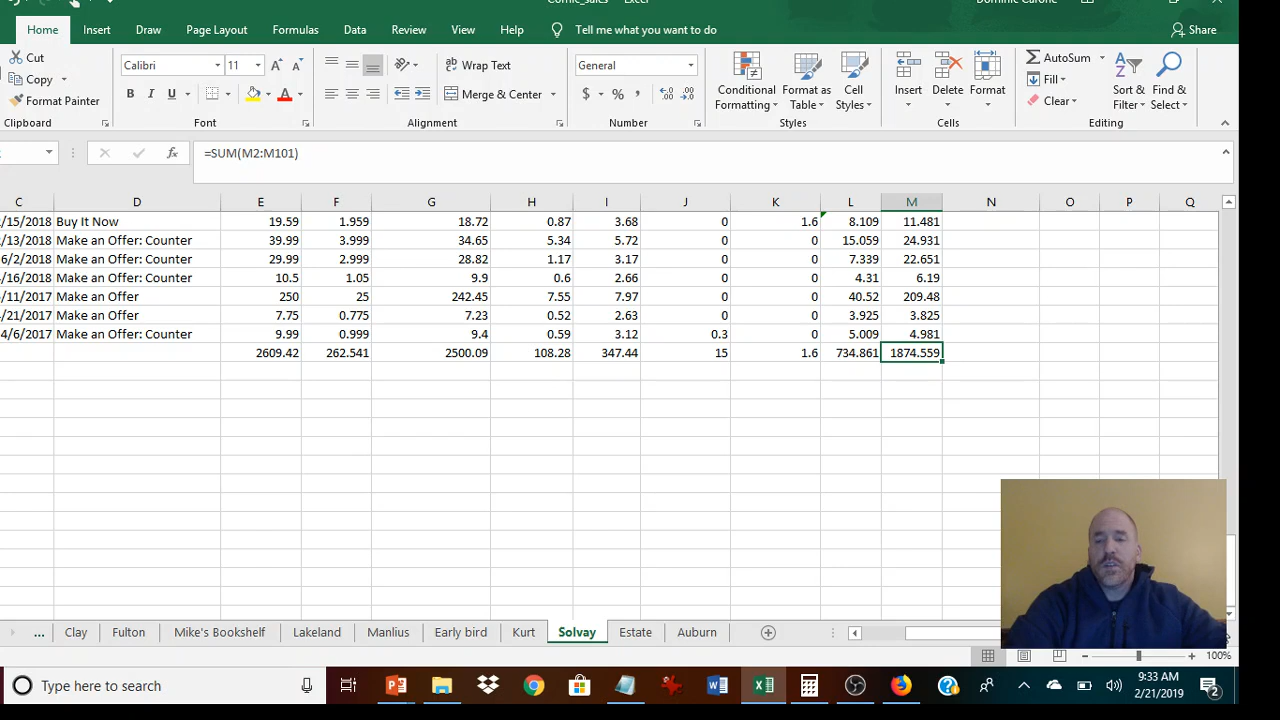 Comic_sales - Excel
Dominic Carone
Home Insert Draw Page Layout Formulas Data Review View Help Tell me what you want to do Share
Cut
Copy
Format Painter
Clipboard
Calibri 11
B I U
Font
Wrap Text
Merge & Center
Alignment
General
$ % ,
Number
Conditional Formatting
Format as Table
Cell Styles
Styles
Insert Delete Format
Cells
AutoSum
Fill
Clear
Sort & Filter
Find & Select
Editing
fx =SUM(M2:M101)
C D E F G H I J K L M N O P Q
/15/2018 Buy It Now 19.59 1.959 18.72 0.87 3.68 0 1.6 8.109 11.481
/13/2018 Make an Offer: Counter 39.99 3.999 34.65 5.34 5.72 0 0 15.059 24.931
6/2/2018 Make an Offer: Counter 29.99 2.999 28.82 1.17 3.17 0 0 7.339 22.651
/16/2018 Make an Offer: Counter 10.5 1.05 9.9 0.6 2.66 0 0 4.31 6.19
/11/2017 Make an Offer 250 25 242.45 7.55 7.97 0 0 40.52 209.48
/21/2017 Make an Offer 7.75 0.775 7.23 0.52 2.63 0 0 3.925 3.825
4/6/2017 Make an Offer: Counter 9.99 0.999 9.4 0.59 3.12 0.3 0 5.009 4.981
2609.42 262.541 2500.09 108.28 347.44 15 1.6 734.861 1874.559
... Clay Fulton Mike's Bookshelf Lakeland Manlius Early bird Kurt Solvay Estate Auburn
100%
Type here to search
9:33 AM
2/21/2019
2